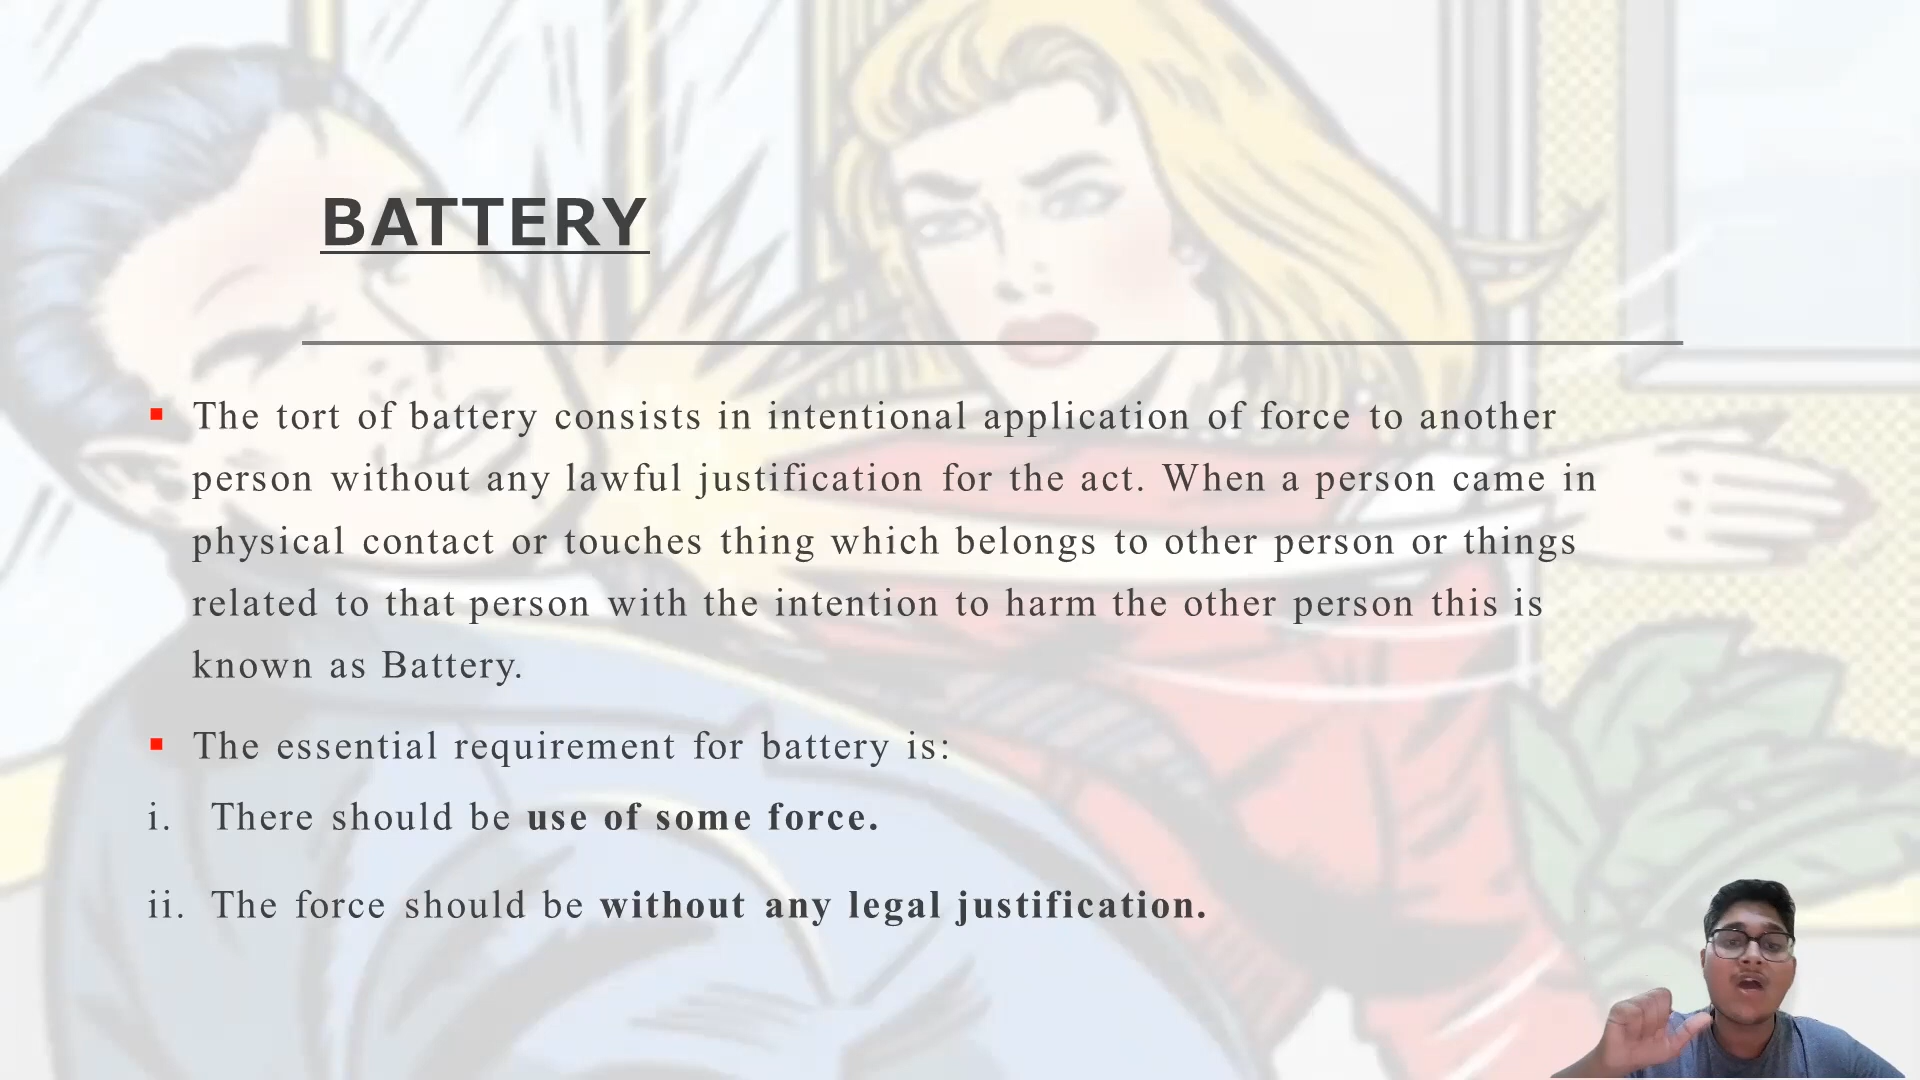 BATTERY
▪ The tort of battery consists in intentional application of force to another
person without any lawful justification for the act. When a person came in
physical contact or touches thing which belongs to other person or things
related to that person with the intention to harm the other person this is
known as Battery.
▪ The essential requirement for battery is:
i. There should be use of some force.
ii. The force should be without any legal justification.